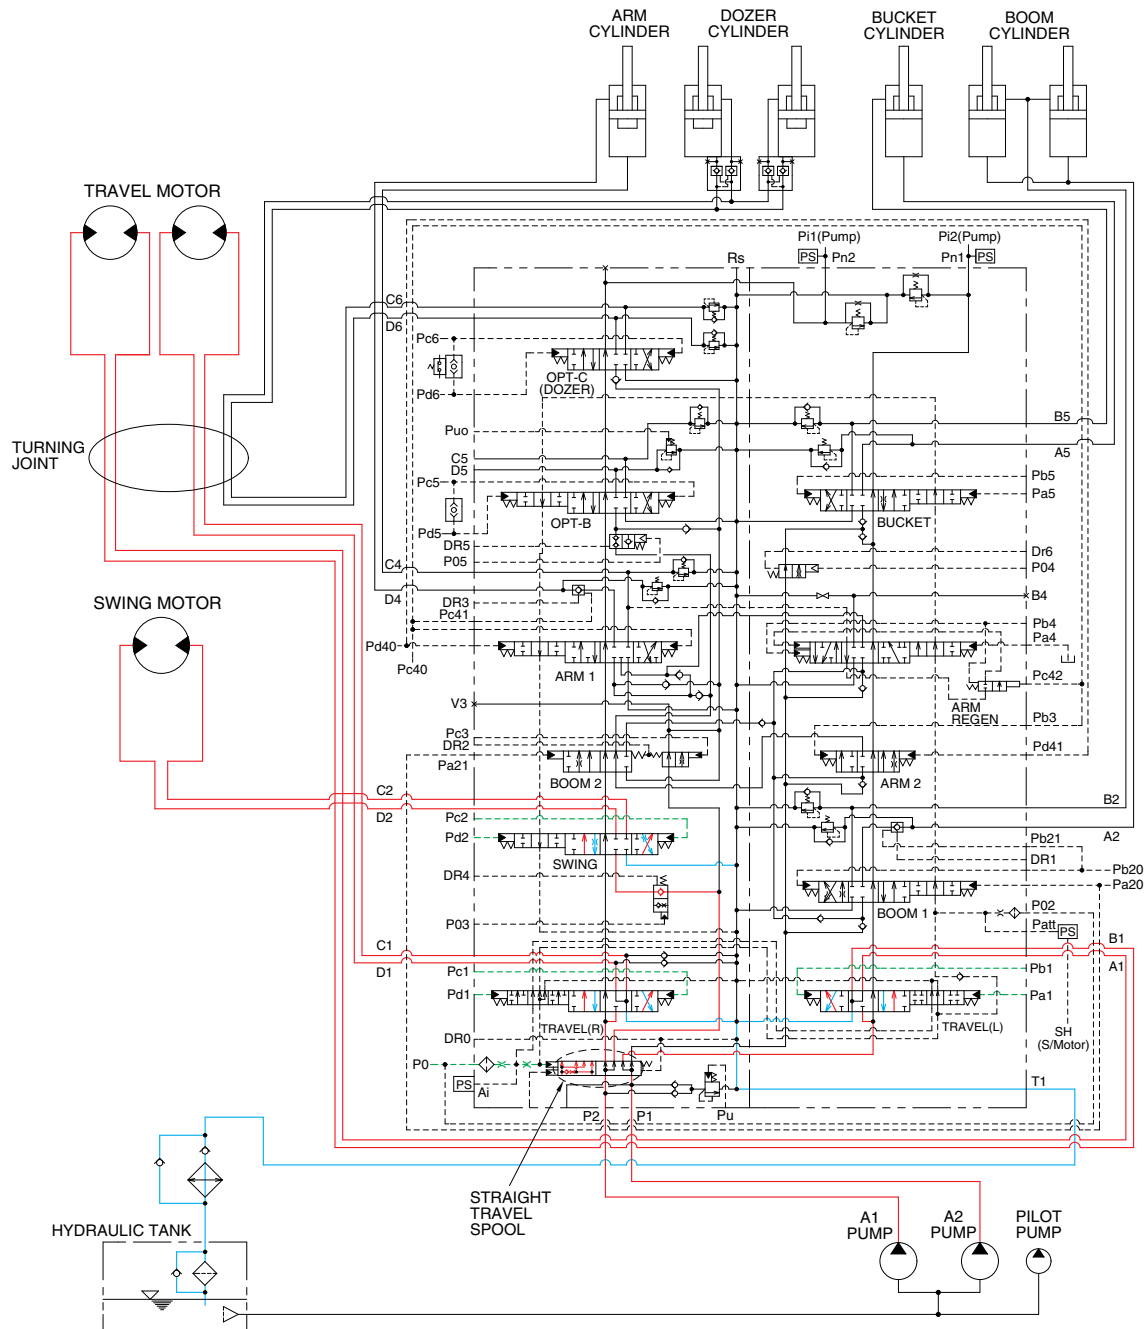 ARM
CYLINDER
DOZER
CYLINDER
BUCKET
CYLINDER
BOOM
CYLINDER
TRAVEL MOTOR
Pi1(Pump)
Pi2(Pump)
PS
Pn2
Rs
Pn1
PS
C6
D6
Pc6
OPT-C
(DOZER)
Pd6
TURNING
JOINT
Puo
C5
D5
Pc5
OPT-B
Pd5
DR5
P05
B5
A5
Pb5
Pa5
BUCKET
Dr6
P04
C4
D4
DR3
Pc41
B4
Pb4
Pa4
SWING MOTOR
Pd40
Pc40
ARM 1
Pc42
ARM
REGEN
V3
Pc3
DR2
Pa21
BOOM 2
Pb3
Pd41
ARM 2
C2
D2
Pc2
Pd2
SWING
B2
A2
Pb21
DR1
Pb20
Pa20
BOOM 1
DR4
P03
P02
Patt
PS
C1
D1
B1
A1
Pc1
Pd1
TRAVEL(R)
Pb1
Pa1
TRAVEL(L)
SH
(S/Motor)
DR0
P0
PS
Ai
T1
P2
P1
Pu
STRAIGHT
TRAVEL
SPOOL
HYDRAULIC TANK
A1
PUMP
A2
PUMP
PILOT
PUMP